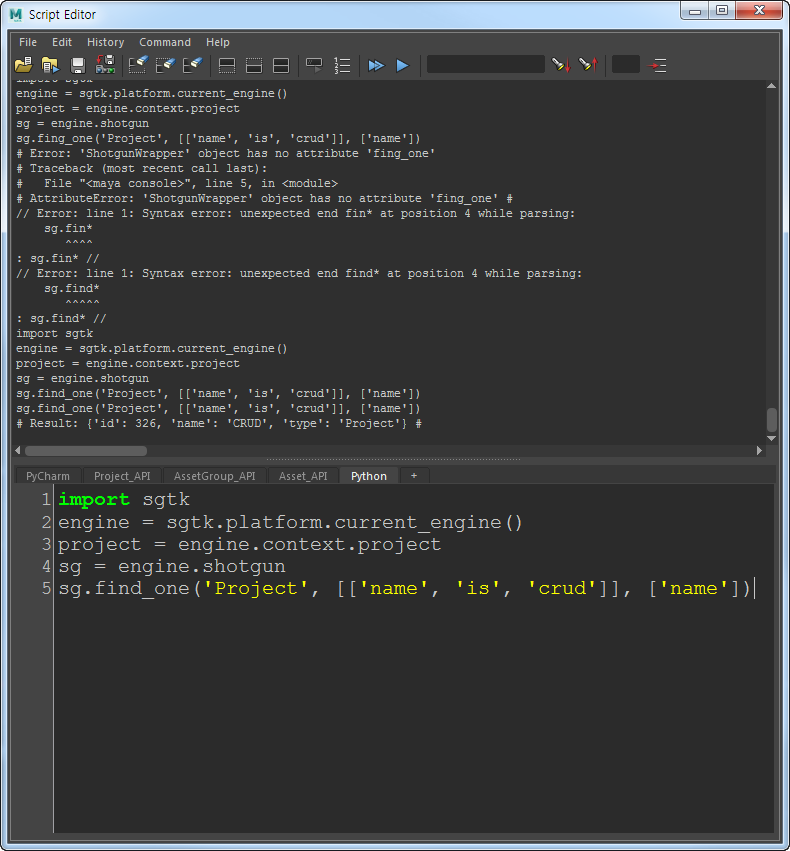 Script Editor
File Edit History Command Help
import sgtk
engine = sgtk.platform.current_engine()
project = engine.context.project
sg = engine.shotgun
sg.fing_one('Project', [['name', 'is', 'crud']], ['name'])
# Error: 'ShotgunWrapper' object has no attribute 'fing_one'
# Traceback (most recent call last):
#   File "<maya console>", line 5, in <module>
# AttributeError: 'ShotgunWrapper' object has no attribute 'fing_one' #
// Error: line 1: Syntax error: unexpected end fin* at position 4 while parsing:
    sg.fin*
       ^^^^
: sg.fin* //
// Error: line 1: Syntax error: unexpected end find* at position 4 while parsing:
    sg.find*
       ^^^^^
: sg.find* //
import sgtk
engine = sgtk.platform.current_engine()
project = engine.context.project
sg = engine.shotgun
sg.find_one('Project', [['name', 'is', 'crud']], ['name'])
sg.find_one('Project', [['name', 'is', 'crud']], ['name'])
# Result: {'id': 326, 'name': 'CRUD', 'type': 'Project'} #
PyCharm Project_API AssetGroup_API Asset_API Python +
1 import sgtk
2 engine = sgtk.platform.current_engine()
3 project = engine.context.project
4 sg = engine.shotgun
5 sg.find_one('Project', [['name', 'is', 'crud']], ['name'])